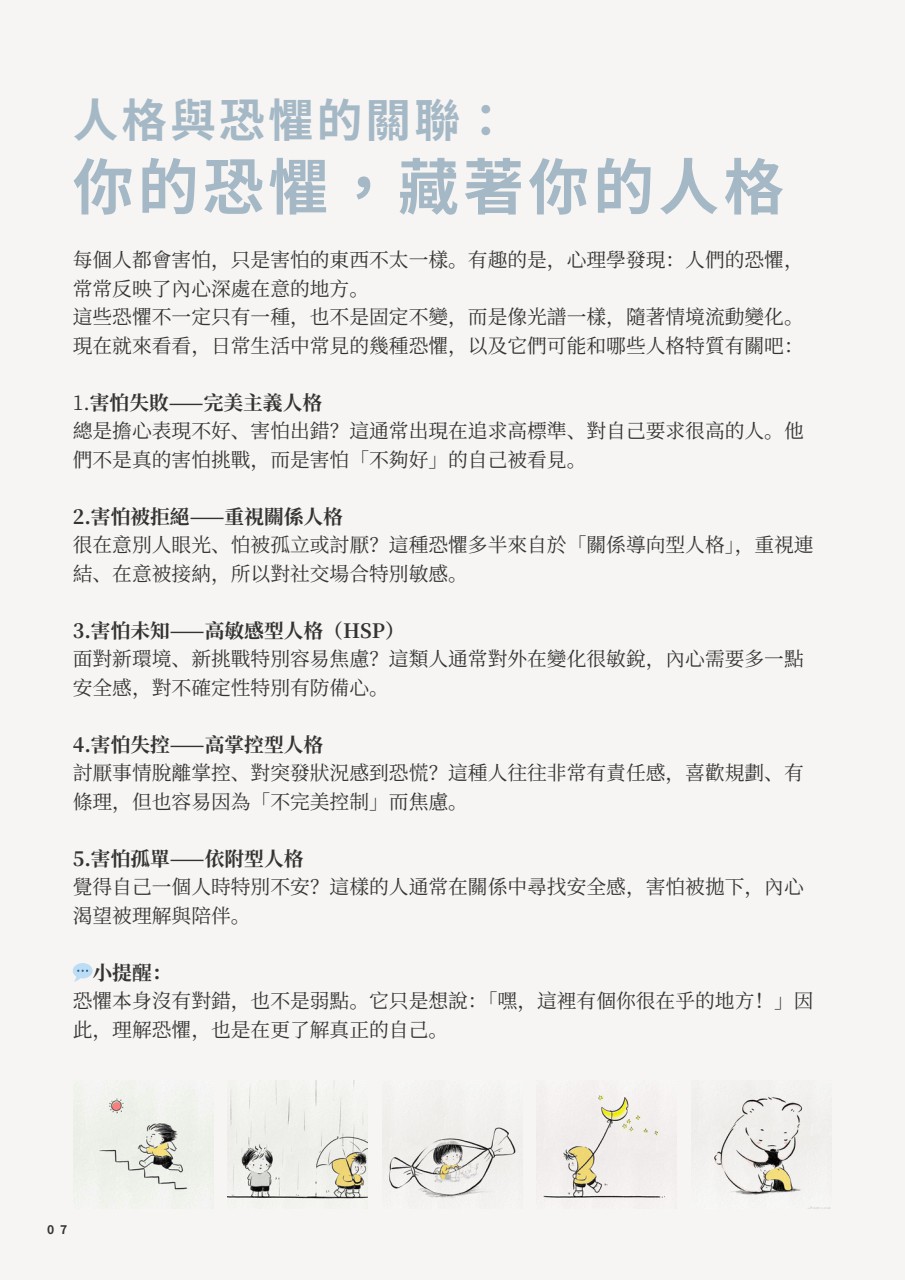 人格與恐懼的關聯：
你的恐懼，藏著你的人格
每個人都會害怕，只是害怕的東西不太一樣。有趣的是，心理學發現：人們的恐懼，
常常反映了內心深處在意的地方。
這些恐懼不一定只有一種，也不是固定不變，而是像光譜一樣，隨著情境流動變化。
現在就來看看，日常生活中常見的幾種恐懼，以及它們可能和哪些人格特質有關吧：
1.害怕失敗——完美主義人格
總是擔心表現不好、害怕出錯？這通常出現在追求高標準、對自己要求很高的人。他
們不是真的害怕挑戰，而是害怕「不夠好」的自己被看見。
2.害怕被拒絕——重視關係人格
很在意別人眼光、怕被孤立或討厭？這種恐懼多半來自於「關係導向型人格」，重視連
結、在意被接納，所以對社交場合特別敏感。
3.害怕未知——高敏感型人格（HSP）
面對新環境、新挑戰特別容易焦慮？這類人通常對外在變化很敏銳，內心需要多一點
安全感，對不確定性特別有防備心。
4.害怕失控——高掌控型人格
討厭事情脫離掌控、對突發狀況感到恐慌？這種人往往非常有責任感，喜歡規劃、有
條理，但也容易因為「不完美控制」而焦慮。
5.害怕孤單——依附型人格
覺得自己一個人時特別不安？這樣的人通常在關係中尋找安全感，害怕被拋下，內心
渴望被理解與陪伴。
💬小提醒：
恐懼本身沒有對錯，也不是弱點。它只是想說：「嘿，這裡有個你很在乎的地方！」因
此，理解恐懼，也是在更了解真正的自己。
07